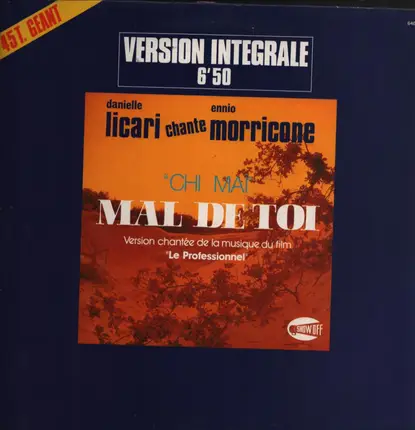 45 T. GEANT
VERSION INTEGRALE
6'50
danielle ennio
licari chante morricone
"CHI MAI"
MAL DE TOI
Version chantée de la musique du film
"Le Professionnel"
SHOW OFF